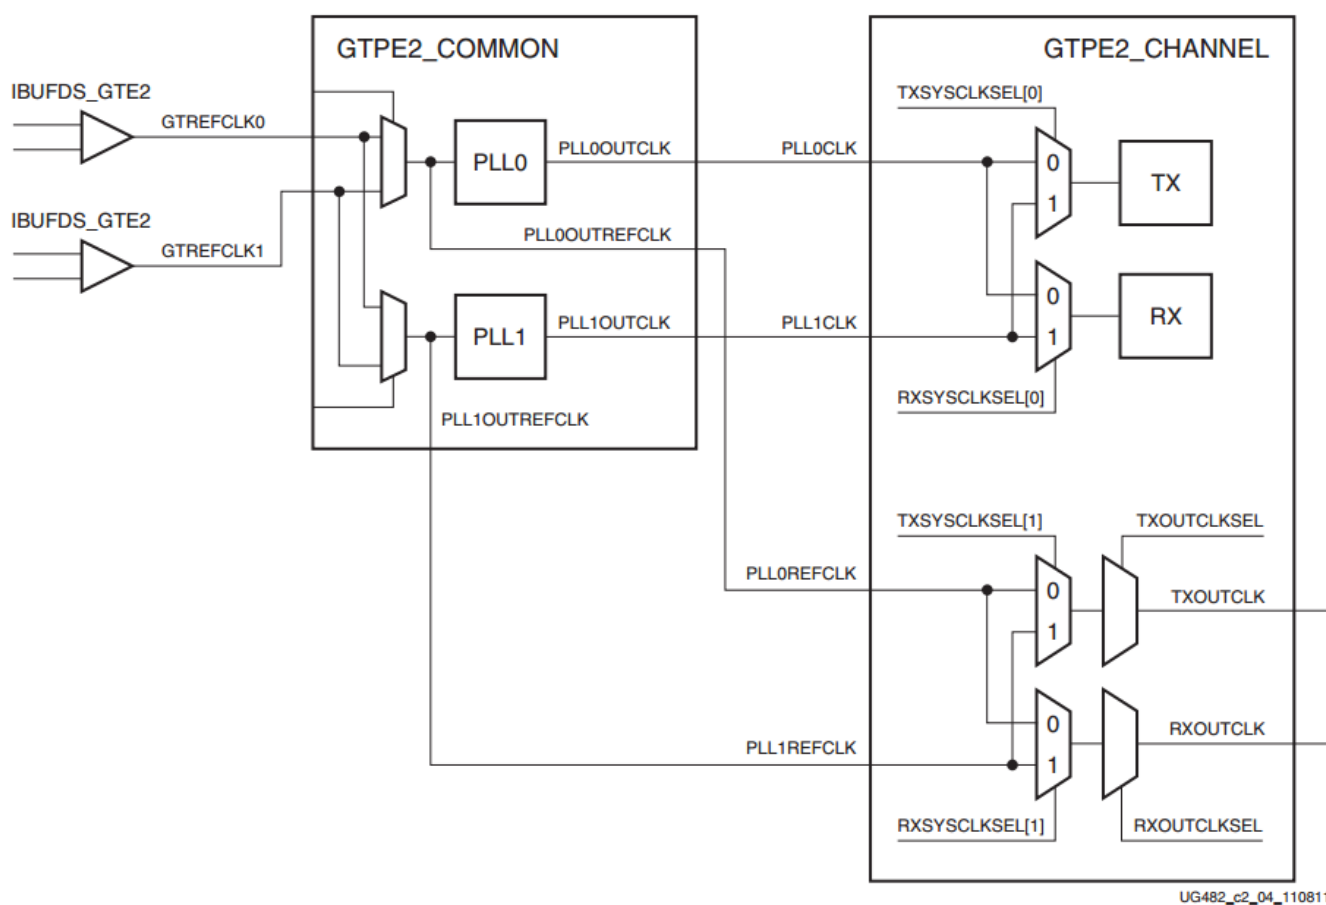 GTPE2_COMMON
GTPE2_CHANNEL
IBUFDS_GTE2
GTREFCLK0
TXSYSCLKSEL[0]
PLL0
PLL0OUTCLK
PLL0CLK
0
TX
1
IBUFDS_GTE2
GTREFCLK1
PLL0OUTREFCLK
0
RX
PLL1
PLL1OUTCLK
PLL1CLK
1
RXSYSCLKSEL[0]
PLL1OUTREFCLK
TXSYSCLKSEL[1]
TXOUTCLKSEL
PLL0REFCLK
0
TXOUTCLK
1
0
RXOUTCLK
PLL1REFCLK
1
RXSYSCLKSEL[1]
RXOUTCLKSEL
UG482_c2_04_110811